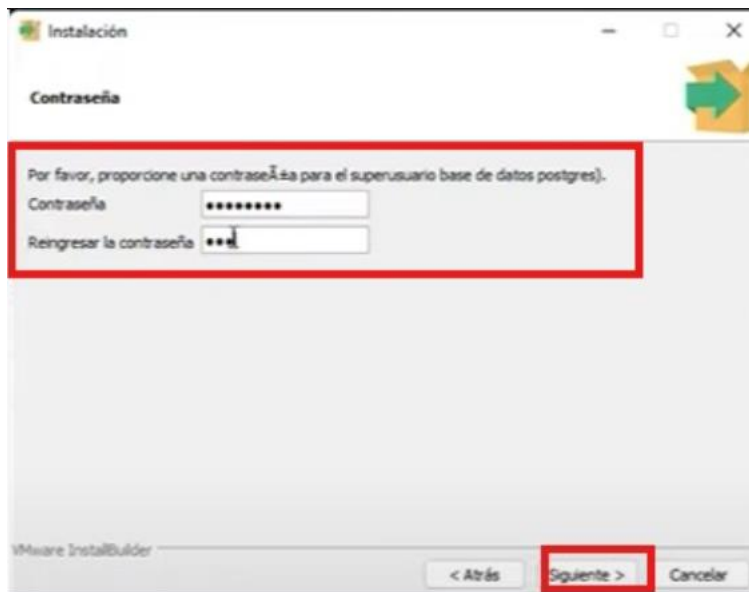 Instalación
Contraseña
Por favor, proporcione una contraseÃ±a para el superusuario base de datos postgres).
Contraseña ••••••••
Reingresar la contraseña •••
VMware InstallBuilder
< Atrás Siguiente > Cancelar